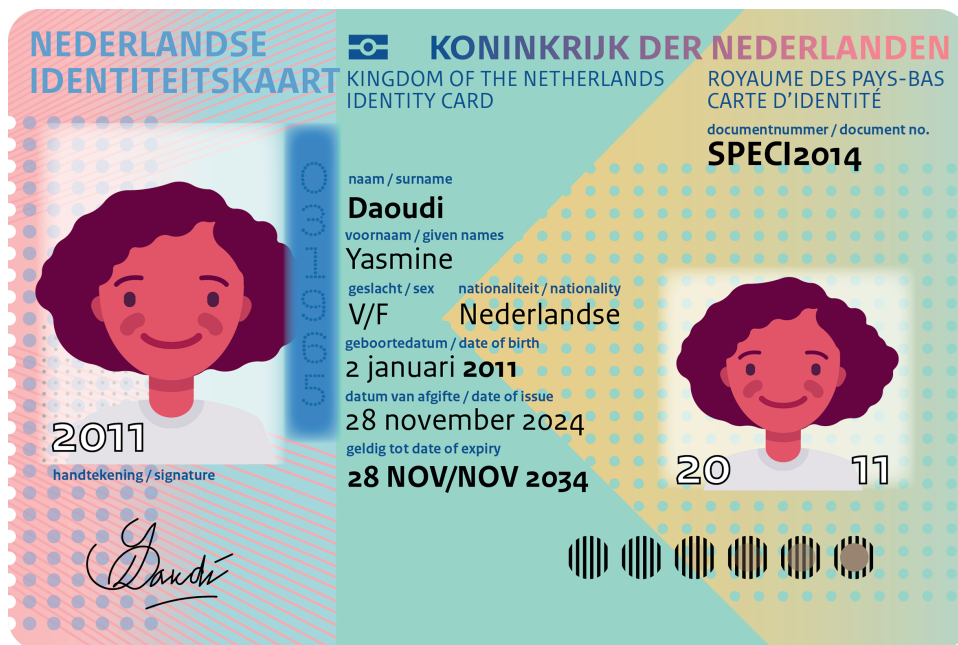 NEDERLANDSE
IDENTITEITSKAART
KONINKRIJK DER NEDERLANDEN
KINGDOM OF THE NETHERLANDS
IDENTITY CARD
ROYAUME DES PAYS-BAS
CARTE D’IDENTITÉ
documentnummer / document no.
SPECI2014
naam / surname
Daoudi
voornaam / given names
Yasmine
geslacht / sex nationaliteit / nationality
V/F Nederlandse
geboortedatum / date of birth
2 januari 2011
datum van afgifte / date of issue
28 november 2024
geldig tot date of expiry
28 NOV/NOV 2034
031965
2011
handtekening / signature
Y Daoudi
20 11